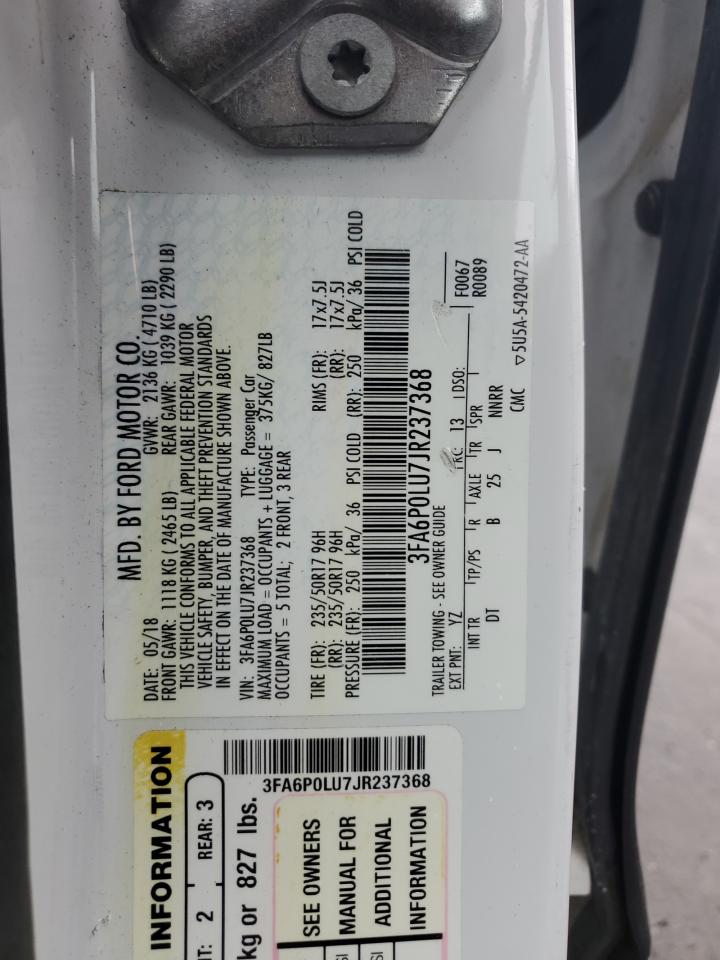 MFD. BY FORD MOTOR CO.
DATE: 05/18 GVWR: 2136 KG ( 4710 LB)
FRONT GAWR: 1118 KG ( 2465 LB) REAR GAWR: 1039 KG ( 2290 LB)
THIS VEHICLE CONFORMS TO ALL APPLICABLE FEDERAL MOTOR
VEHICLE SAFETY, BUMPER, AND THEFT PREVENTION STANDARDS
IN EFFECT ON THE DATE OF MANUFACTURE SHOWN ABOVE.
VIN: 3FA6P0LU7JR237368 TYPE: Passenger Car
MAXIMUM LOAD = OCCUPANTS + LUGGAGE = 375KG/ 827LB
OCCUPANTS = 5 TOTAL; 2 FRONT, 3 REAR
TIRE (FR): 235/50R17 96H RIMS (FR): 17x7.5J
(RR): 235/50R17 96H (RR): 17x7.5J
PRESSURE (FR): 250 kPa/ 36 PSI COLD (RR): 250 kPa/ 36 PSI COLD
3FA6P0LU7JR237368
TRAILER TOWING - SEE OWNER GUIDE
EXT PNT: YZ RC: 13 DSO: F0067
R0089
INT TR TP/PS R AXLE TR SPR
DT B 25 J NNRR
CMC ▽5U5A-5420472-AA
INFORMATION
2 REAR: 3
kg or 827 lbs.
3FA6P0LU7JR237368
SEE OWNERS
MANUAL FOR
ADDITIONAL
INFORMATION